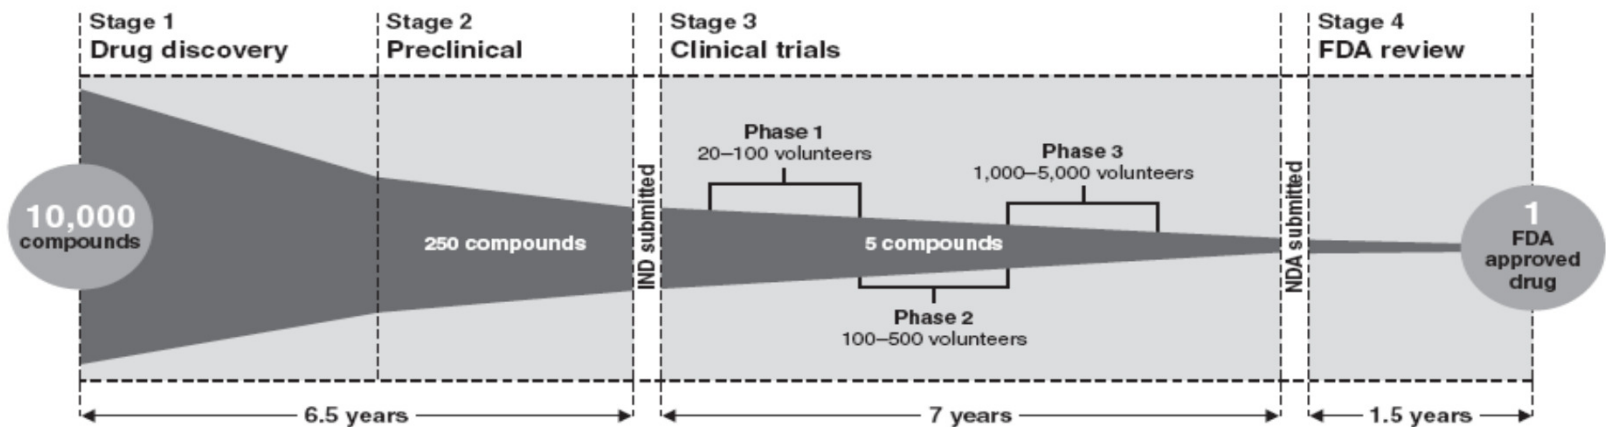 Stage 1
Drug discovery
Stage 2
Preclinical
Stage 3
Clinical trials
Stage 4
FDA review
10,000
compounds
250 compounds
IND submitted
Phase 1
20–100 volunteers
5 compounds
Phase 2
100–500 volunteers
Phase 3
1,000–5,000 volunteers
NDA submitted
1
FDA
approved
drug
6.5 years
7 years
1.5 years